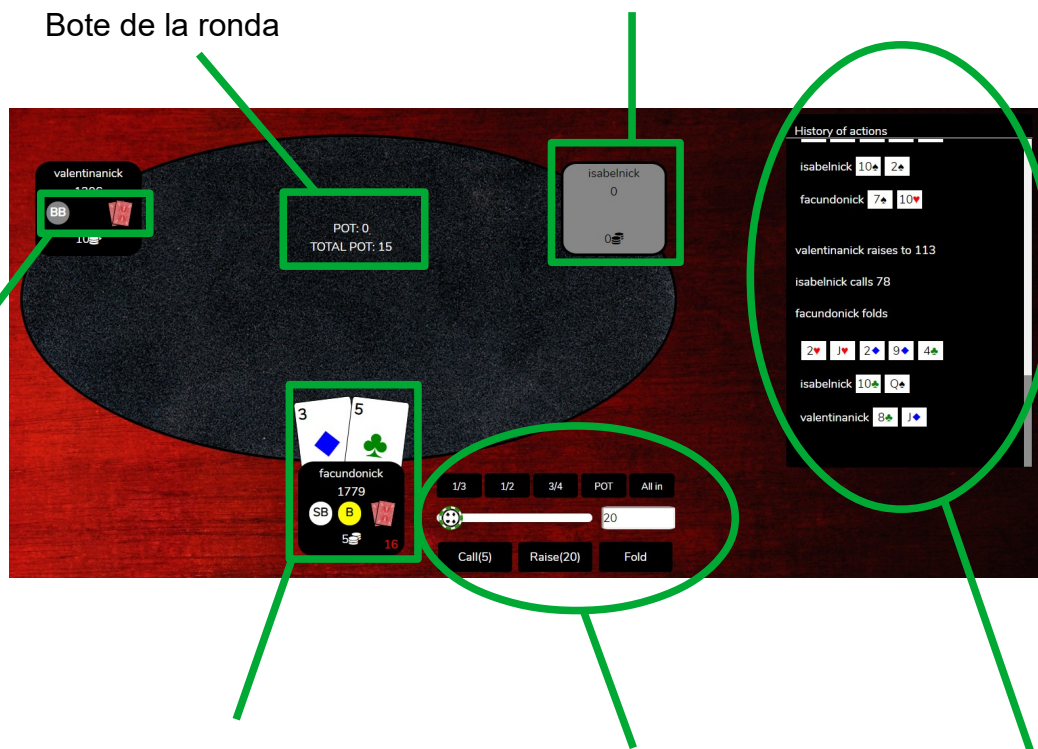 Bote de la ronda
History of actions
valentinanick
isabelnick
0
0
BB
10
POT: 0
TOTAL POT: 15
isabelnick 10♠ 2♠
facundonick 7♠ 10♥
valentinanick raises to 113
isabelnick calls 78
facundonick folds
2♥ J♥ 2♦ 9♦ 4♣
isabelnick 10♣ Q♠
valentinanick 8♣ J♦
3 5
facundonick
1779
SB B
5
16
1/3 1/2 3/4 POT All in
20
Call(5) Raise(20) Fold